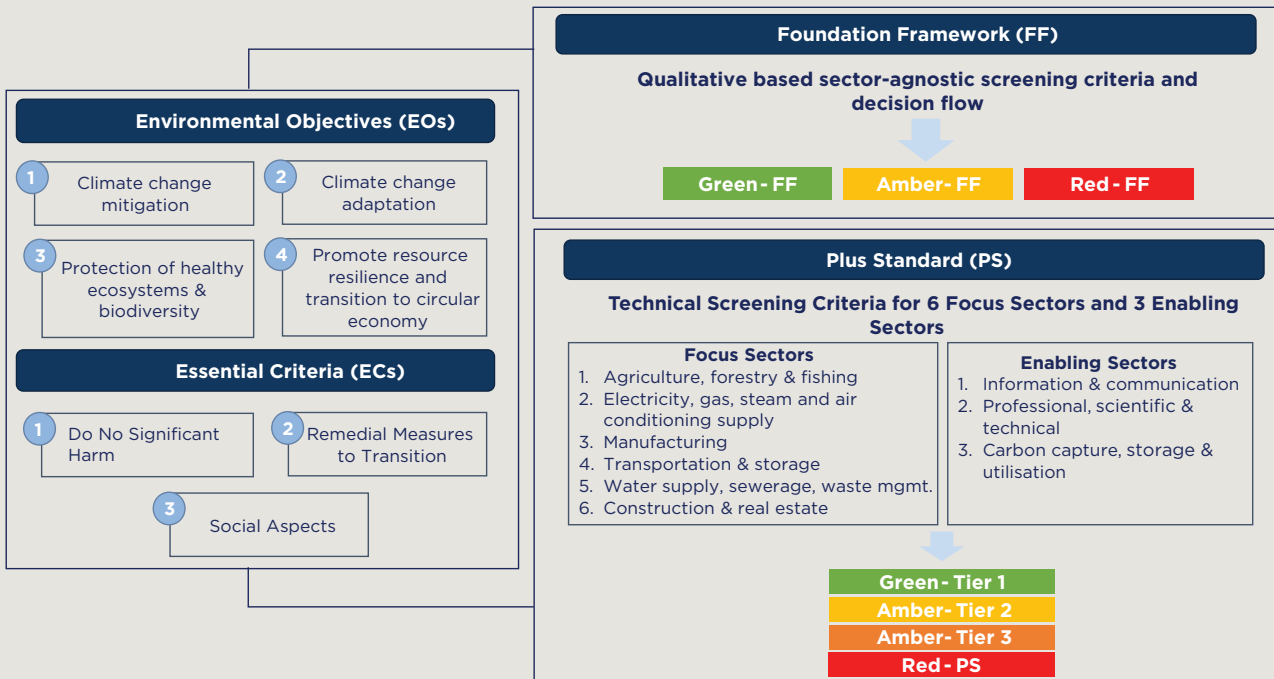 Environmental Objectives (EOs)
1
Climate change
mitigation
2
Climate change
adaptation
3
Protection of healthy
ecosystems &
biodiversity
4
Promote resource
resilience and
transition to circular
economy
Essential Criteria (ECs)
1
Do No Significant
Harm
2
Remedial Measures
to Transition
3
Social Aspects
Foundation Framework (FF)
Qualitative based sector-agnostic screening criteria and
decision flow
Green - FF
Amber - FF
Red - FF
Plus Standard (PS)
Technical Screening Criteria for 6 Focus Sectors and 3 Enabling
Sectors
Focus Sectors
1. Agriculture, forestry & fishing
2. Electricity, gas, steam and air
conditioning supply
3. Manufacturing
4. Transportation & storage
5. Water supply, sewerage, waste mgmt.
6. Construction & real estate
Enabling Sectors
1. Information & communication
2. Professional, scientific &
technical
3. Carbon capture, storage &
utilisation
Green - Tier 1
Amber- Tier 2
Amber- Tier 3
Red - PS